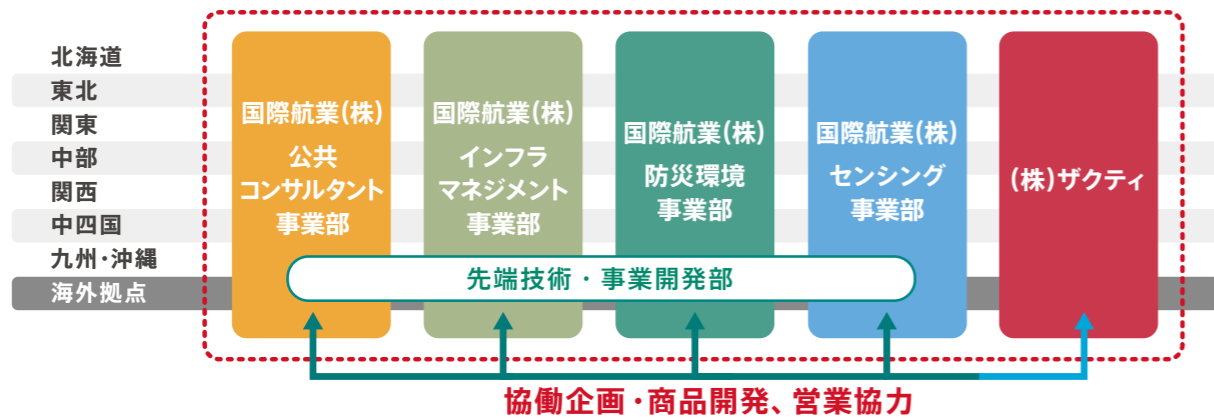 北海道
東北
関東
中部
関西
中四国
九州・沖縄
海外拠点
国際航業(株)
公共
コンサルタント
事業部
国際航業(株)
インフラ
マネジメント
事業部
国際航業(株)
防災環境
事業部
国際航業(株)
センシング
事業部
(株)ザクティ
先端技術・事業開発部
協働企画・商品開発、営業協力